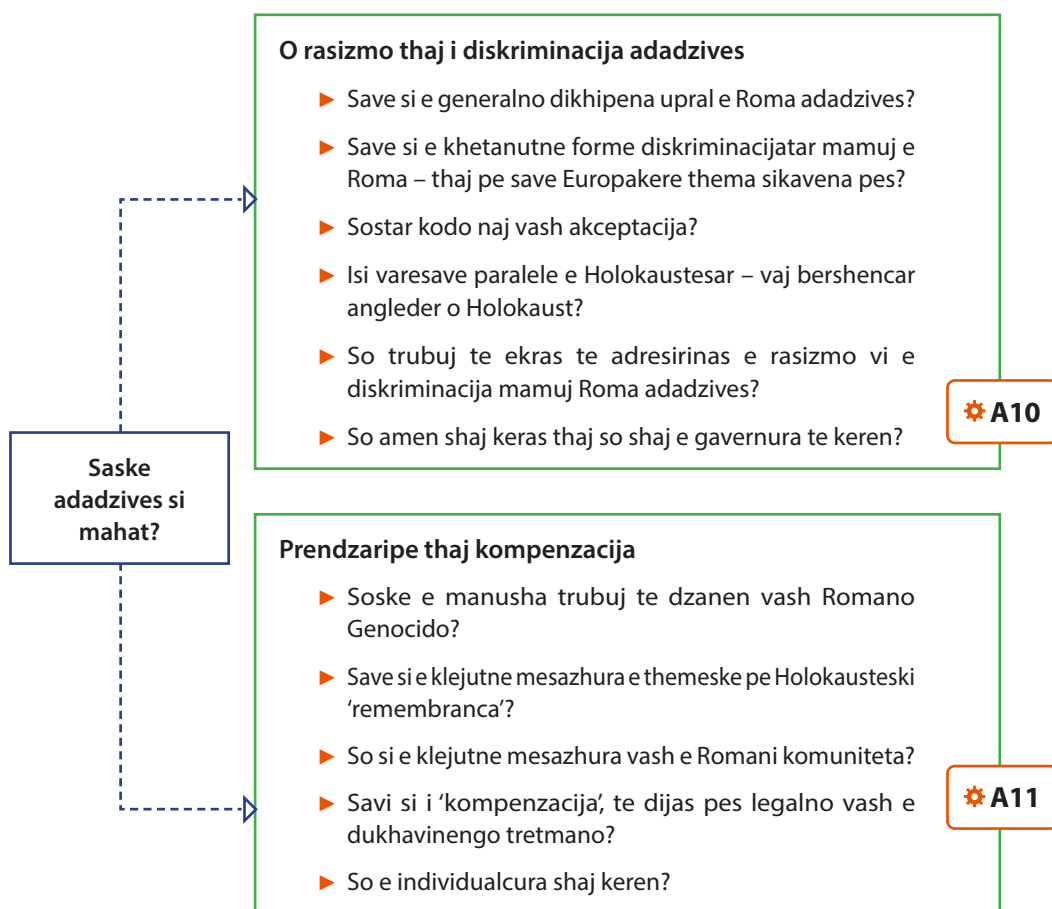 O rasizmo thaj i diskriminacija adadzives
► Save si e generalno dikhipena upral e Roma adadzives?
► Save si e khetanutne forme diskriminacijatar mamuj e
Roma – thaj pe save Europakere thema sikavena pes?
► Sostar kodo naj vash akceptacija?
► Isi varesave paralele e Holokaustesar – vaj bershencar
angleder o Holokaust?
► So trubuj te ekras te adresirinas e rasizmo vi e
diskriminacija mamuj Roma adadzives?
► So amen shaj keras thaj so shaj e gavernura te keren?
A10
Saske
adadzives si
mahat?
Prendzaripe thaj kompenzacija
► Soske e manusha trubuj te dzanen vash Romano
Genocido?
► Save si e klejutne mesazhura e themeske pe Holokausteski
‘remembranca’?
► So si e klejutne mesazhura vash e Romani komuniteta?
► Savi si i ‘kompenzacija’, te dijas pes legalno vash e
dukhavinengo tretmano?
► So e individualcura shaj keren?
A11